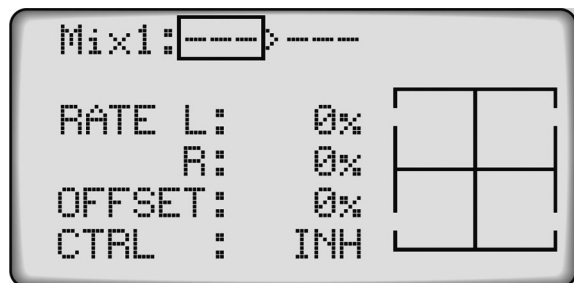 Mix1:--->---
RATE L: 0%
R: 0%
OFFSET: 0%
CTRL : INH